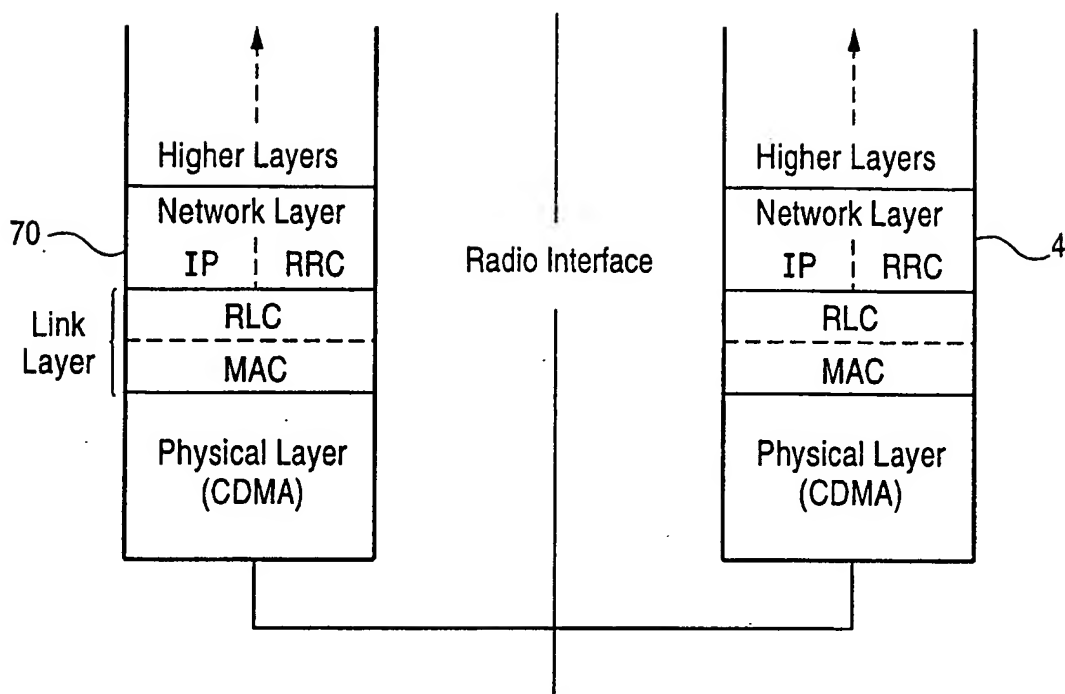 Higher Layers
Network Layer
70
IP RRC
Link
Layer
RLC
MAC
Physical Layer
(CDMA)
Radio Interface
Higher Layers
Network Layer
4
IP RRC
RLC
MAC
Physical Layer
(CDMA)